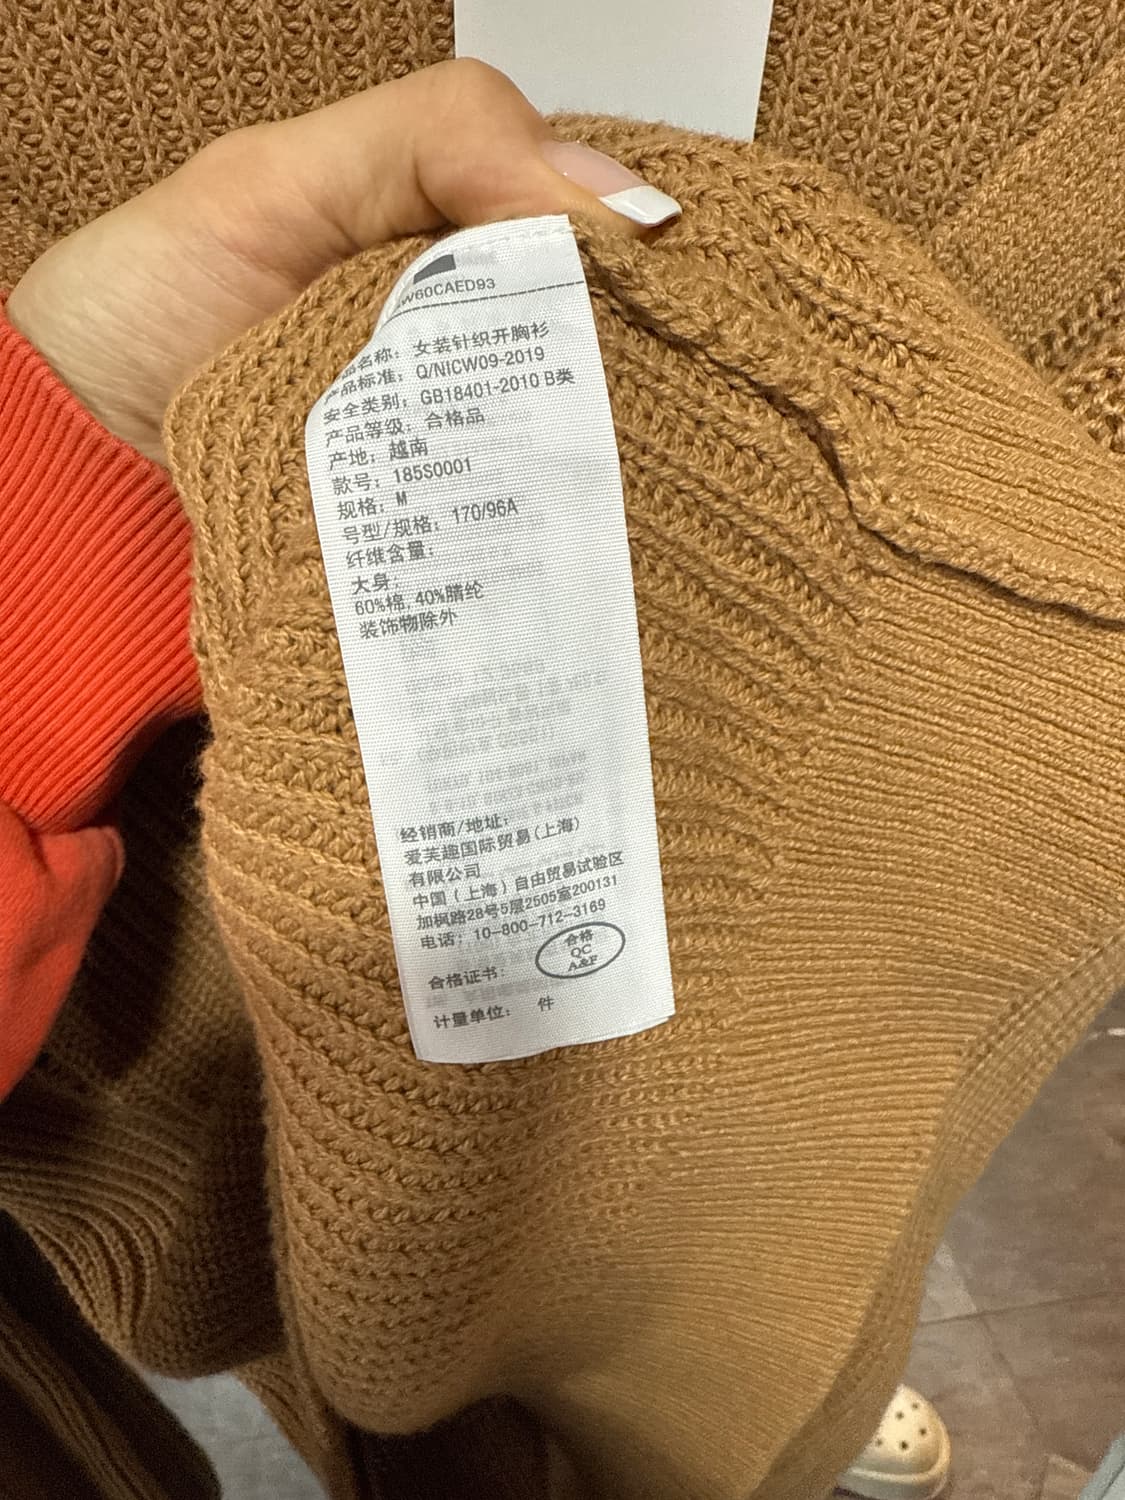 W60CAED93
品名称: 女装针织开胸衫
产品标准: Q/NICW09-2019
安全类别: GB18401-2010 B类
产品等级: 合格品
产地: 越南
款号: 185S0001
规格: M
号型/规格: 170/96A
纤维含量:
大身:
60%棉, 40%腈纶
装饰物除外
经销商/地址:
爱芙趣国际贸易(上海)
有限公司
中国(上海)自由贸易试验区
加枫路28号5层2505室200131
电话: 10-800-712-3169
合格
QC
A&F
合格证书:
计量单位: 件